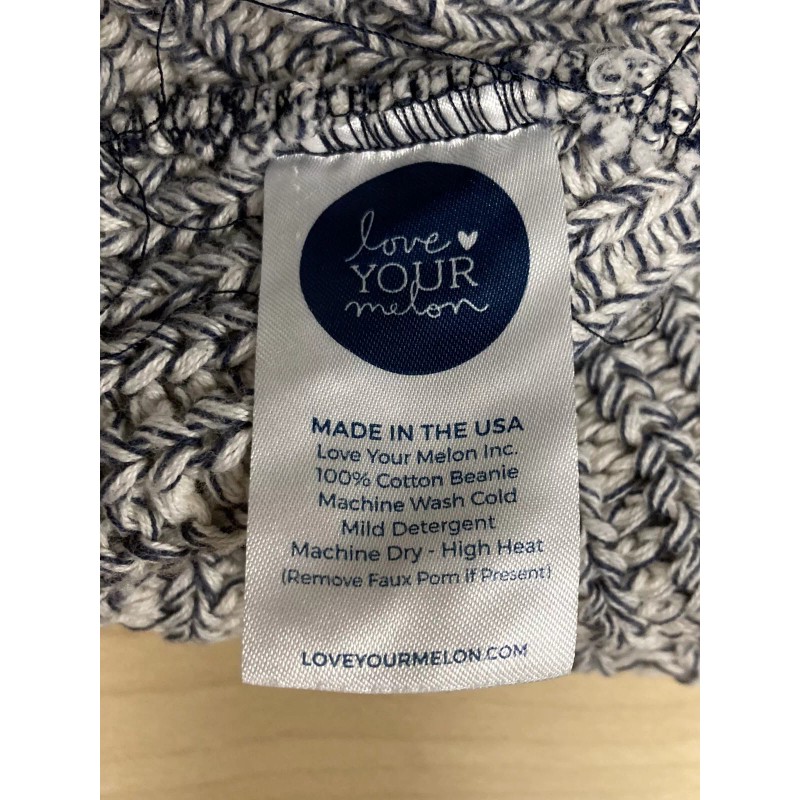 love
YOUR
melon
MADE IN THE USA
Love Your Melon Inc.
100% Cotton Beanie
Machine Wash Cold
Mild Detergent
Machine Dry - High Heat
(Remove Faux Pom if Present)
LOVEYOURMELON.COM